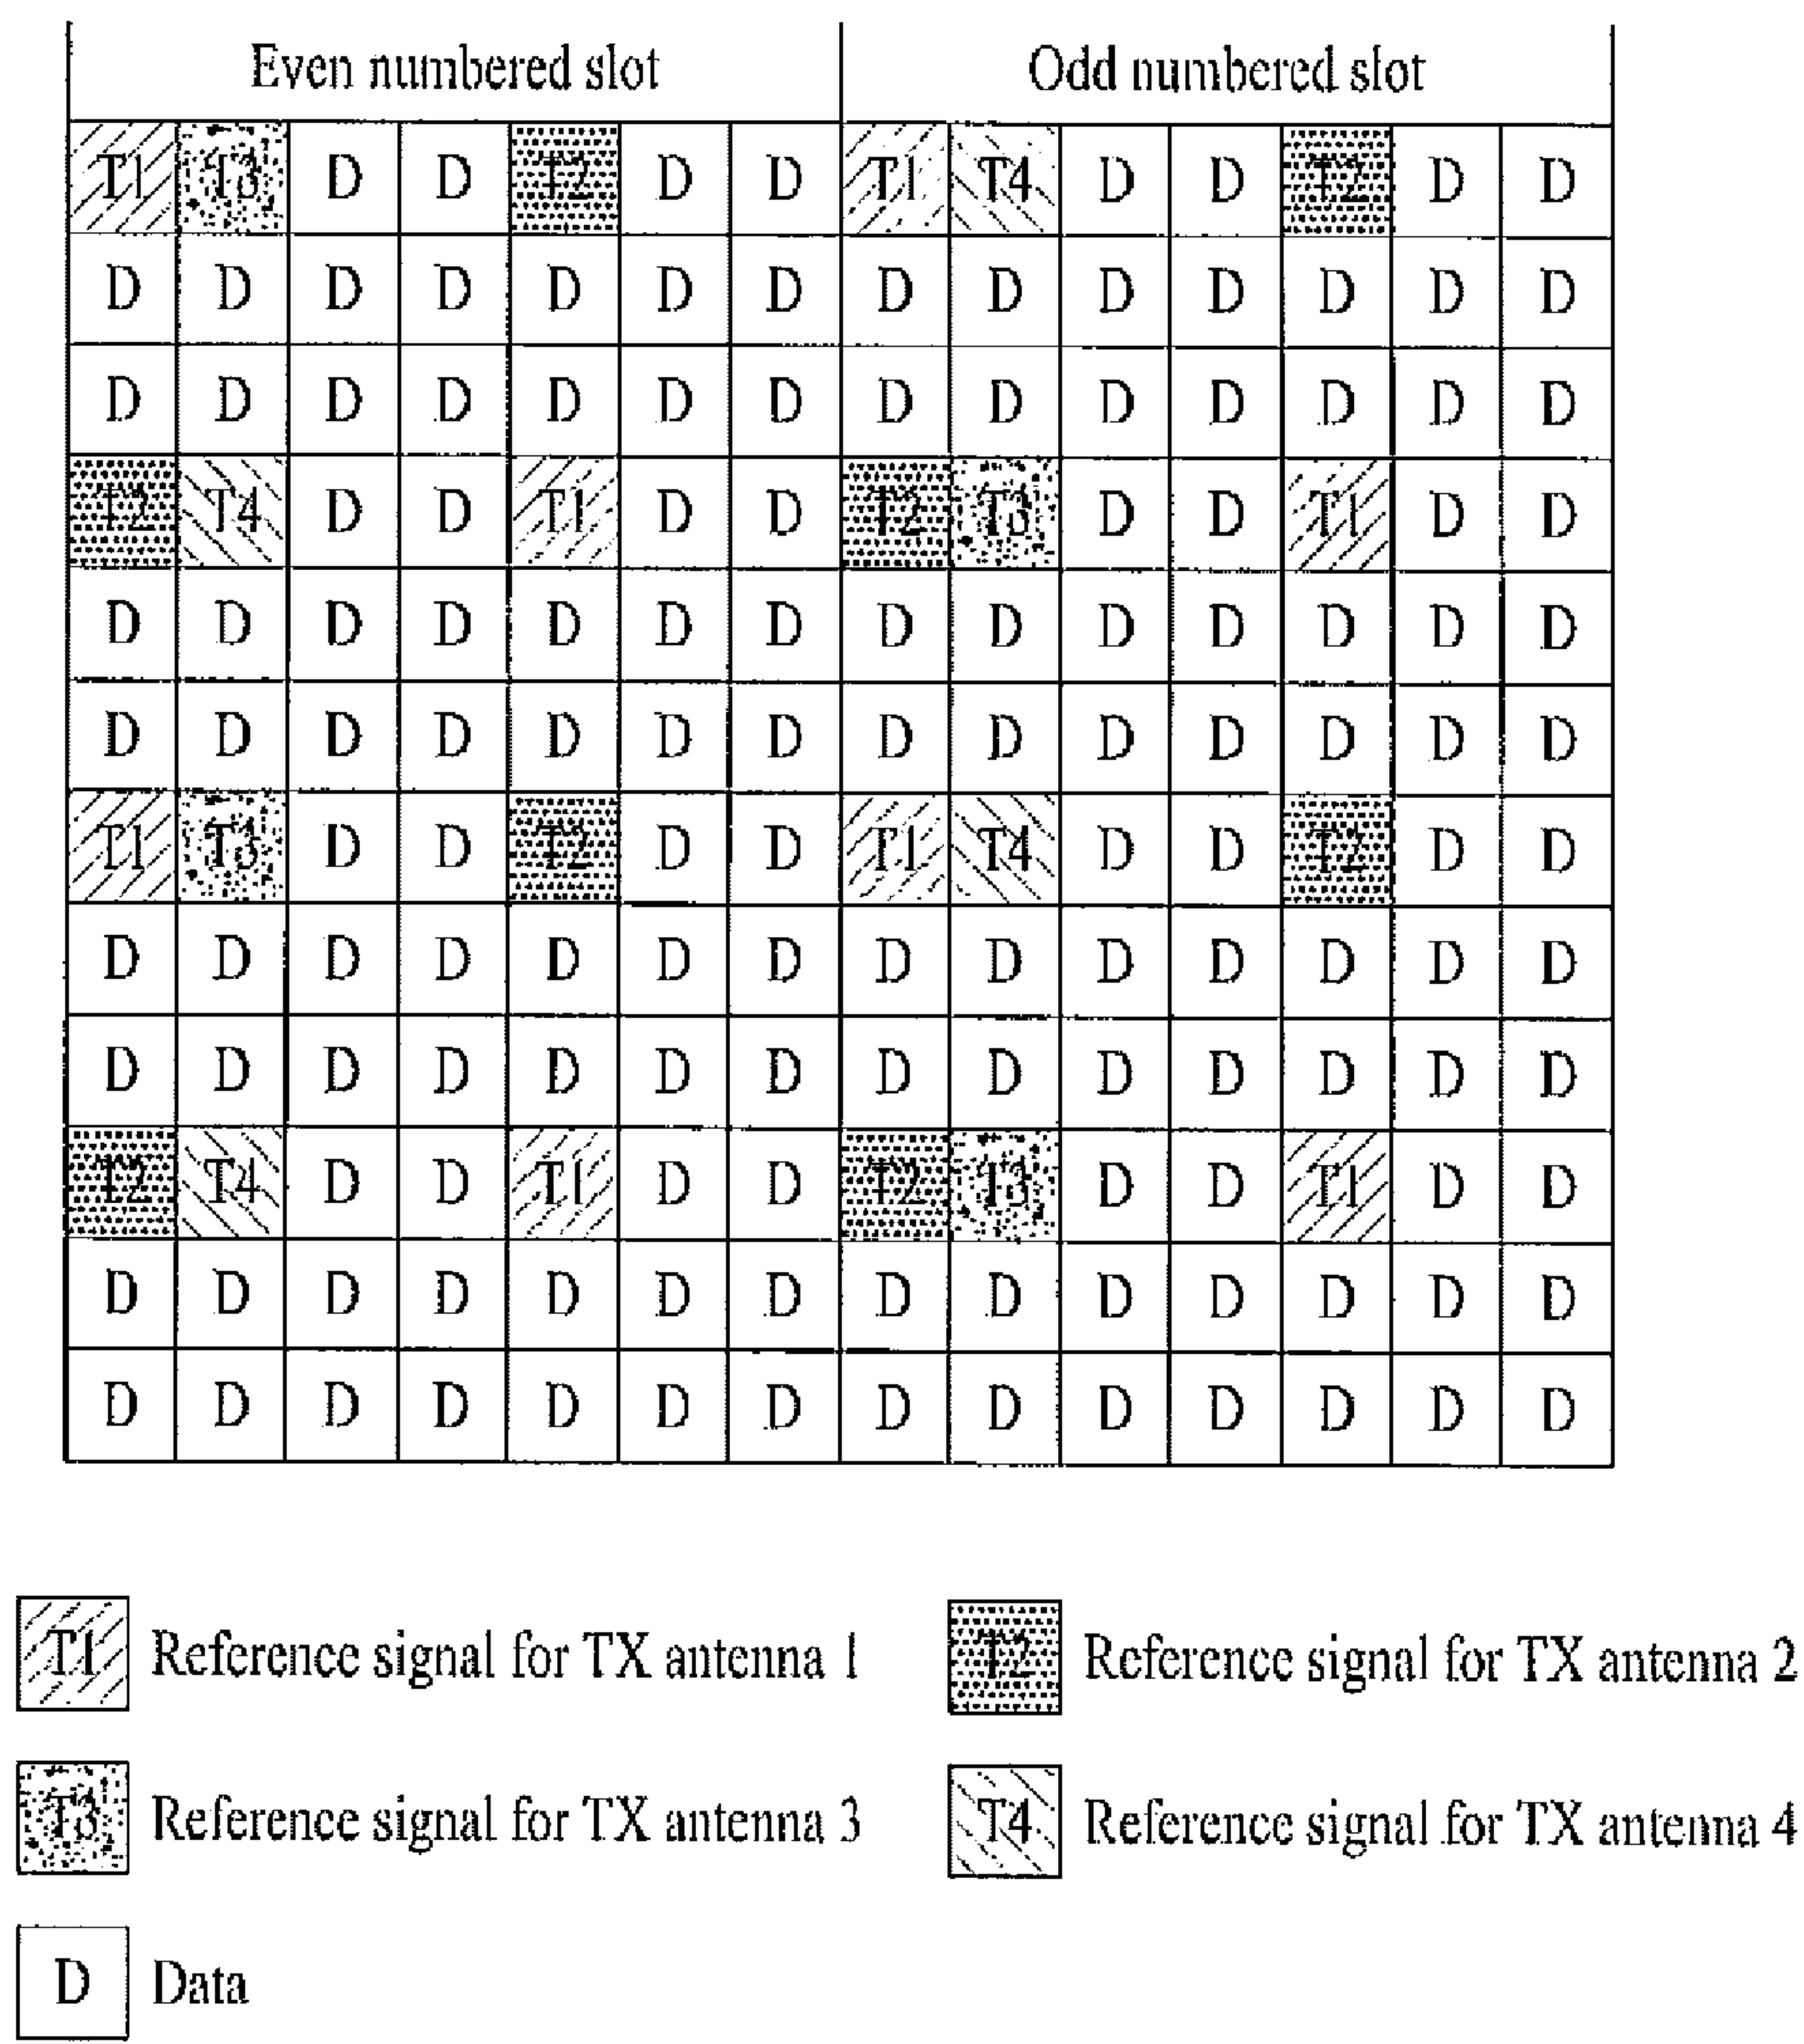 Even numbered slot Odd numbered slot
T1 T3 D D T2 D D T1 T4 D D T2 D D
D D D D D D D D D D D D D D
D D D D D D D D D D D D D D
T2 T4 D D T1 D D T2 T3 D D T1 D D
D D D D D D D D D D D D D D
D D D D D D D D D D D D D D
T1 T3 D D T2 D D T1 T4 D D T2 D D
D D D D D D D D D D D D D D
D D D D D D D D D D D D D D
T2 T4 D D T1 D D T2 T3 D D T1 D D
D D D D D D D D D D D D D D
D D D D D D D D D D D D D D
T1 Reference signal for TX antenna 1 T2 Reference signal for TX antenna 2
T3 Reference signal for TX antenna 3 T4 Reference signal for TX antenna 4
D Data